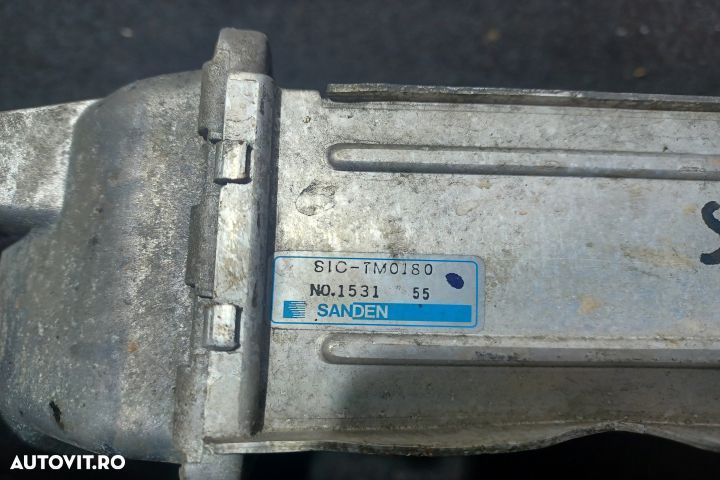 SIC-TM0180
NO.1531 55
SANDEN
AUTOVIT.RO